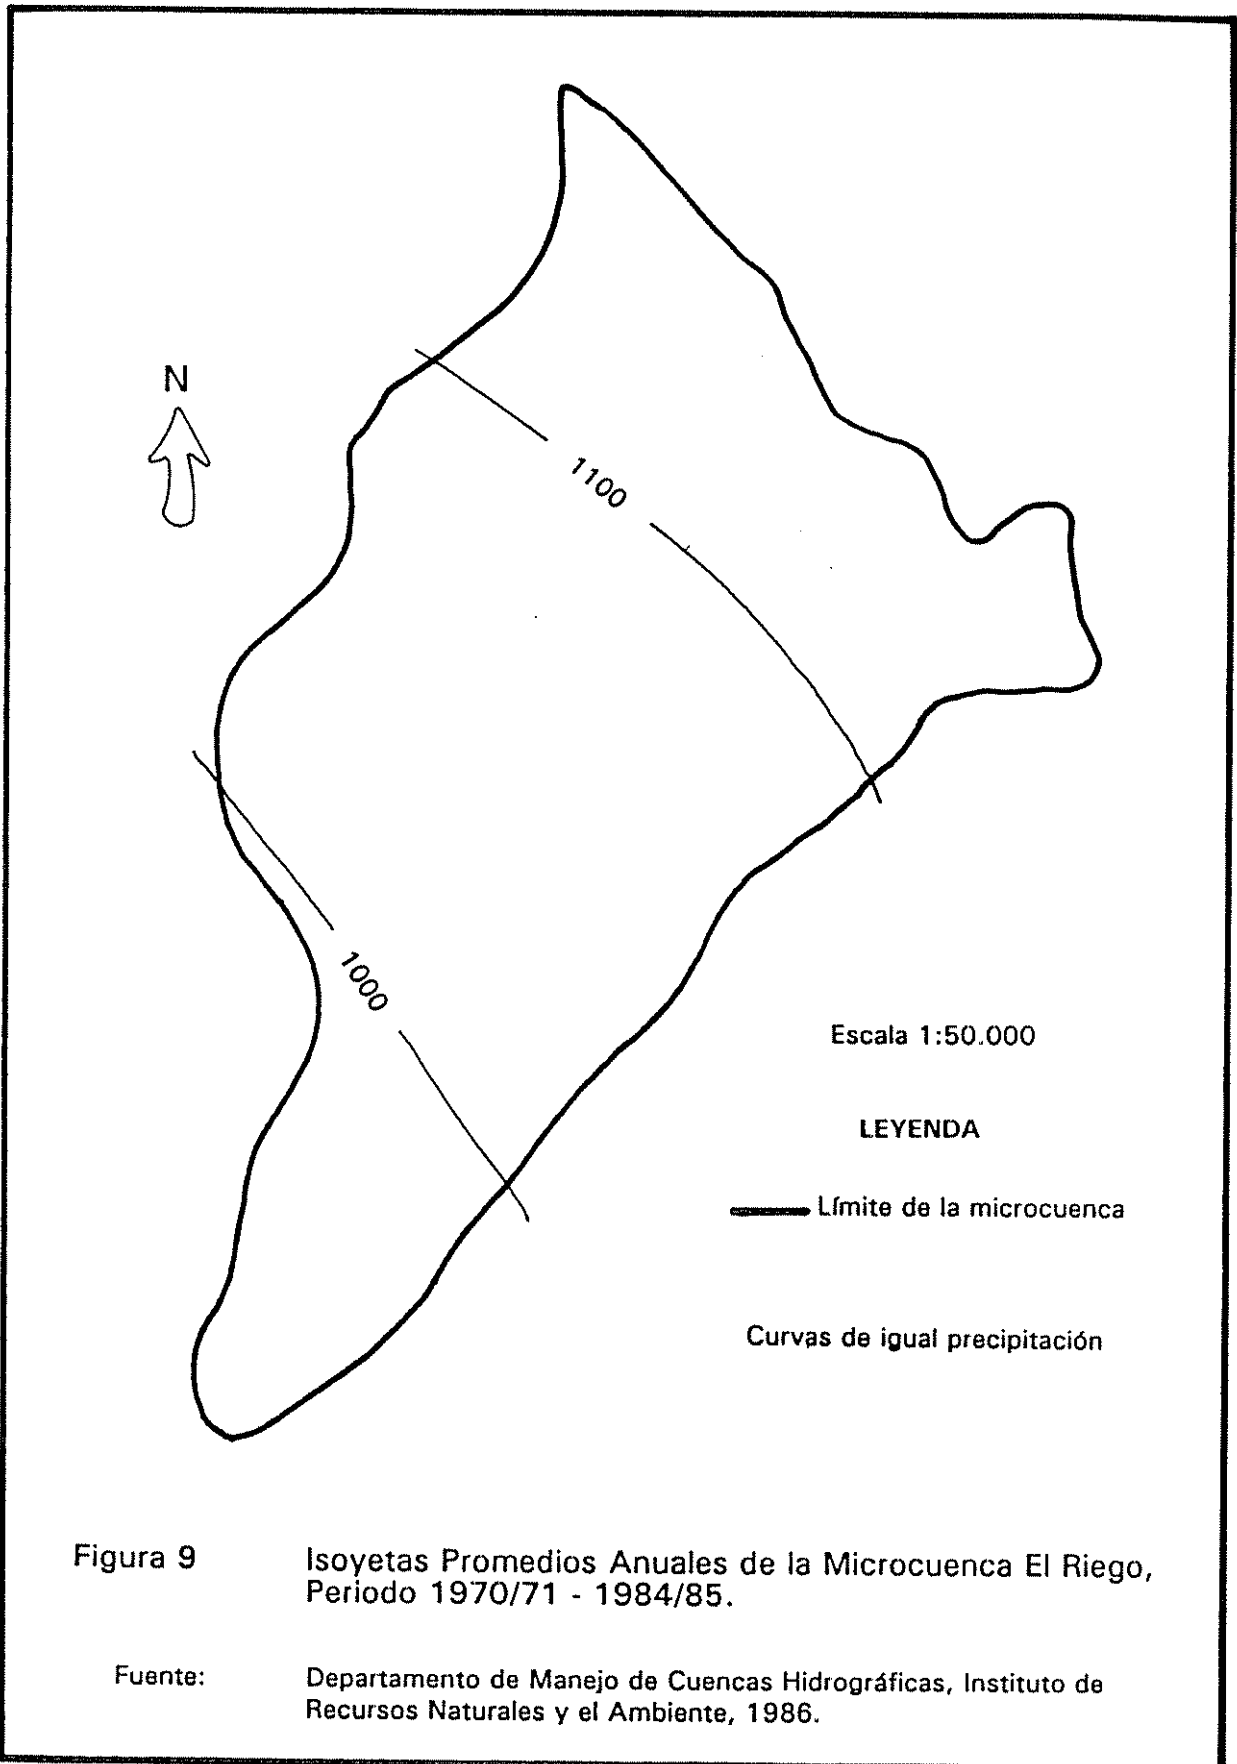 N
1100
1000
Escala 1:50.000
LEYENDA
Límite de la microcuenca
Curvas de igual precipitación
Figura 9
Isoyetas Promedios Anuales de la Microcuenca El Riego,
Periodo 1970/71 - 1984/85.
Fuente:
Departamento de Manejo de Cuencas Hidrográficas, Instituto de
Recursos Naturales y el Ambiente, 1986.